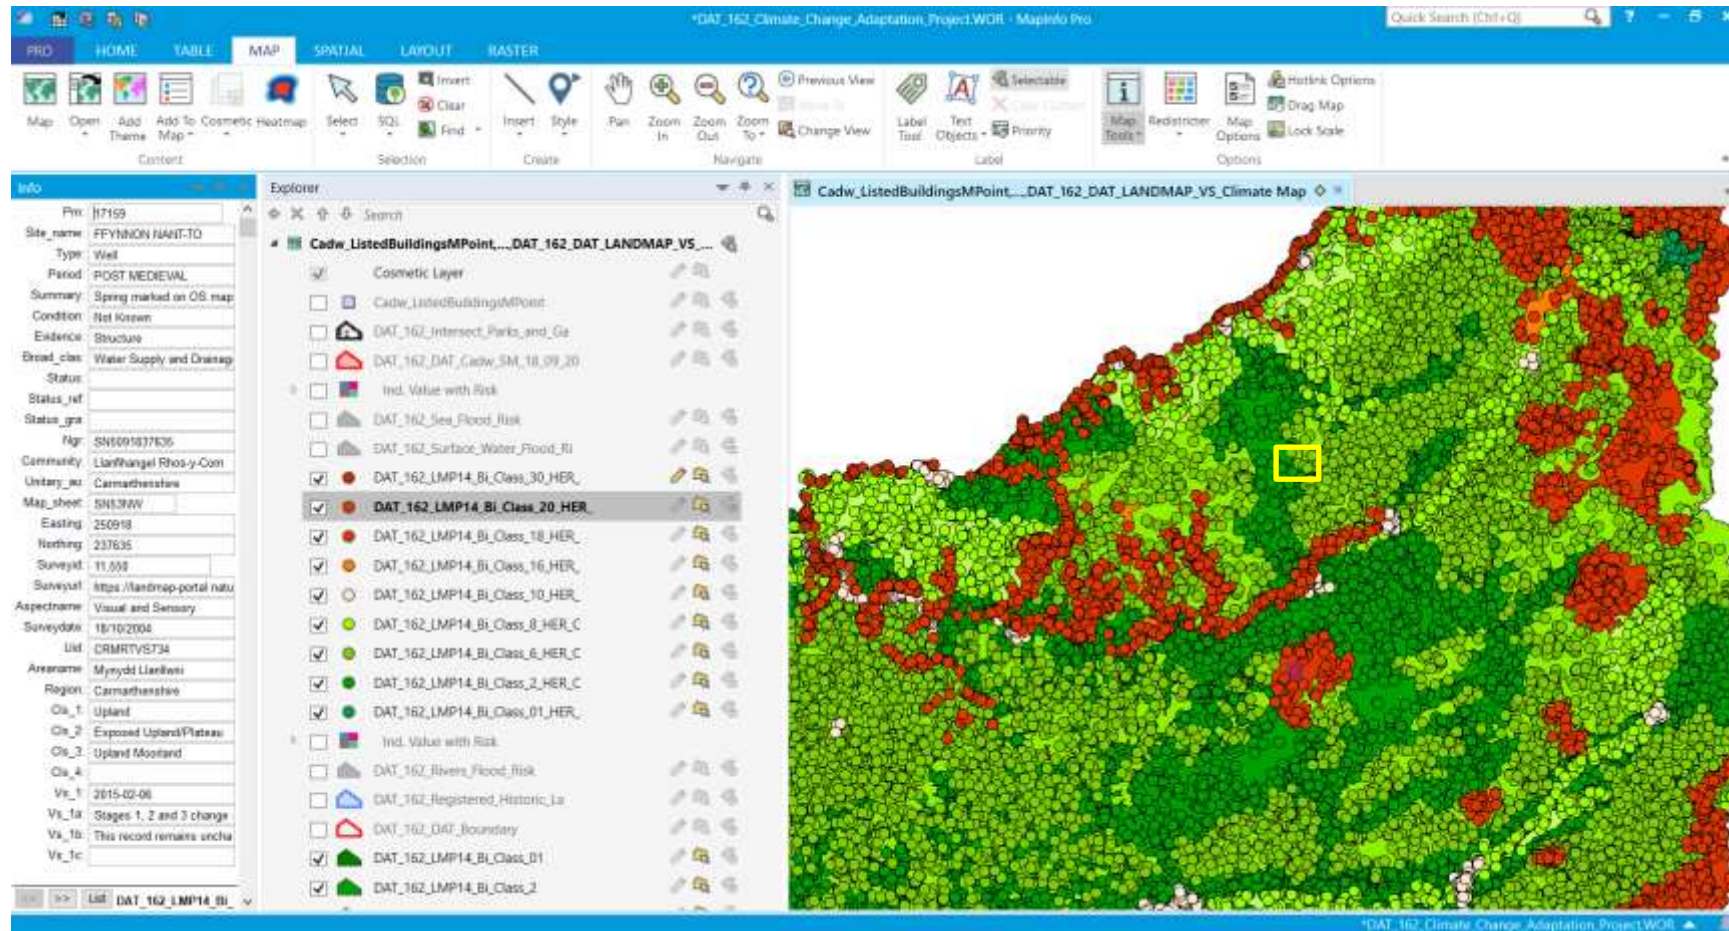 *DAT_162_Climate_Change_Adaptation_Project.WOR - MapInfo Pro
Quick Search (Ctrl+Q)
PRO HOME TABLE MAP SPATIAL LAYOUT RASTER
Map Open Add Theme Add To Map Cosmetic Heatmap
Content
Select SQL Insert Clear Find
Selection
Insert Style
Create
Pan Zoom In Zoom Out Zoom To Previous View Change View
Navigate
Label Tool Text Objects Selectable Priority
Label
Map Tools Redistricter Map Options Hotlink Options Drag Map Lock Scale
Options
Info
Prn: 17159
Site_name: FFYNNON NANT-TO
Type: Well
Period: POST MEDIEVAL
Summary: Spring marked on OS map
Condition: Not Known
Evidence: Structure
Broad_clas: Water Supply and Drainag
Status:
Status_ref
Status_gra
Ngr: SN5091837635
Community: Llanfihangel Rhos-y-Corn
Unitary_au: Carmarthenshire
Map_sheet: SN53NW
Easting: 250918
Northing: 237635
Surveyid: 11.550
Surveyurl: https://landmap-portal.natu
Aspectname: Visual and Sensory
Surveydate: 18/10/2004
Uid: CRMRTVS734
Areaname: Mynydd Llanllwni
Region: Carmarthenshire
Cls_1: Upland
Cls_2: Exposed Upland/Plateau
Cls_3: Upland Moorland
Cls_4:
Vs_1: 2015-02-06
Vs_1a: Stages 1, 2 and 3 change
Vs_1b: This record remains uncha
Vs_1c:
<< >> List DAT_162_LMP14_Bi_
Explorer
Search
Cadw_ListedBuildingsMPoint,...,DAT_162_DAT_LANDMAP_VS_...
Cosmetic Layer
Cadw_ListedBuildingsMPoint
DAT_162_Intersect_Parks_and_Ga
DAT_162_DAT_Cadw_SM_18_09_20
Ind. Value with Risk
DAT_162_Sea_Flood_Risk
DAT_162_Surface_Water_Flood_Ri
DAT_162_LMP14_Bi_Class_30_HER_
DAT_162_LMP14_Bi_Class_20_HER_
DAT_162_LMP14_Bi_Class_18_HER_
DAT_162_LMP14_Bi_Class_16_HER_
DAT_162_LMP14_Bi_Class_10_HER_
DAT_162_LMP14_Bi_Class_8_HER_C
DAT_162_LMP14_Bi_Class_6_HER_C
DAT_162_LMP14_Bi_Class_2_HER_C
DAT_162_LMP14_Bi_Class_01_HER_
Ind. Value with Risk
DAT_162_Rivers_Flood_Risk
DAT_162_Registered_Historic_La
DAT_162_DAT_Boundary
DAT_162_LMP14_Bi_Class_01
DAT_162_LMP14_Bi_Class_2
Cadw_ListedBuildingsMPoint,...,DAT_162_DAT_LANDMAP_VS_Climate Map
*DAT_162_Climate_Change_Adaptation_Project.WOR